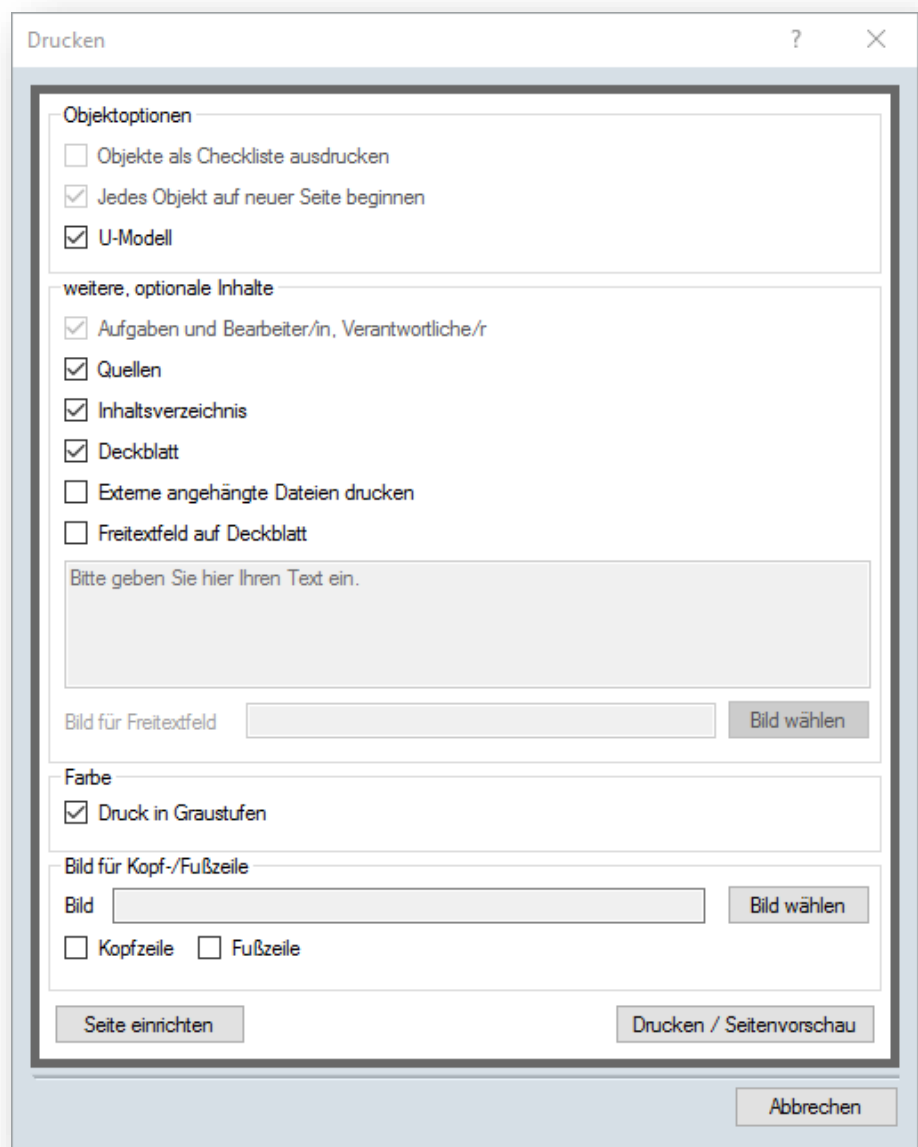 Drucken ?
Objektoptionen
Objekte als Checkliste ausdrucken
Jedes Objekt auf neuer Seite beginnen
U-Modell
weitere, optionale Inhalte
Aufgaben und Bearbeiter/in, Verantwortliche/r
Quellen
Inhaltsverzeichnis
Deckblatt
Externe angehängte Dateien drucken
Freitextfeld auf Deckblatt
Bitte geben Sie hier Ihren Text ein.
Bild für Freitextfeld Bild wählen
Farbe
Druck in Graustufen
Bild für Kopf-/Fußzeile
Bild Bild wählen
Kopfzeile Fußzeile
Seite einrichten Drucken / Seitenvorschau
Abbrechen